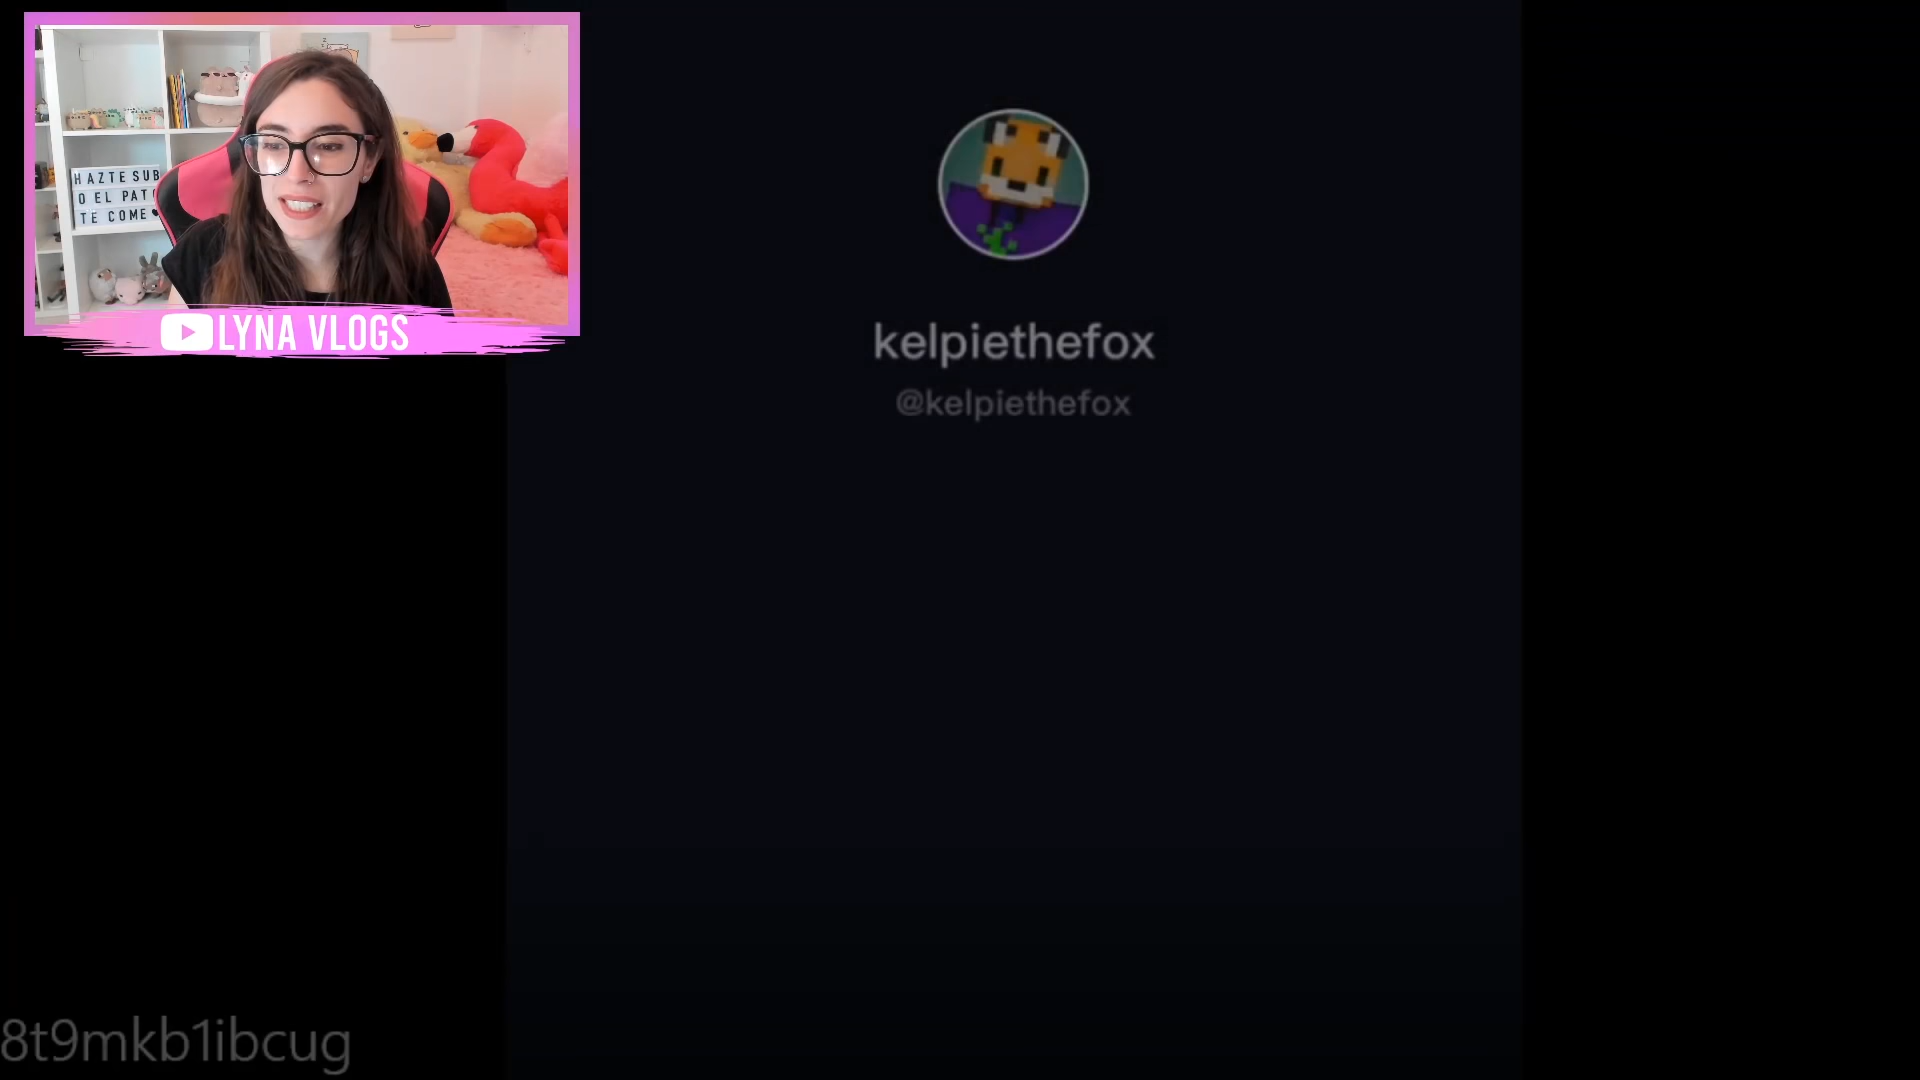 HAZTE SUB
O EL PAT
TE COME
LYNA VLOGS
kelpiethefox
@kelpiethefox
8t9mkb1ibcug